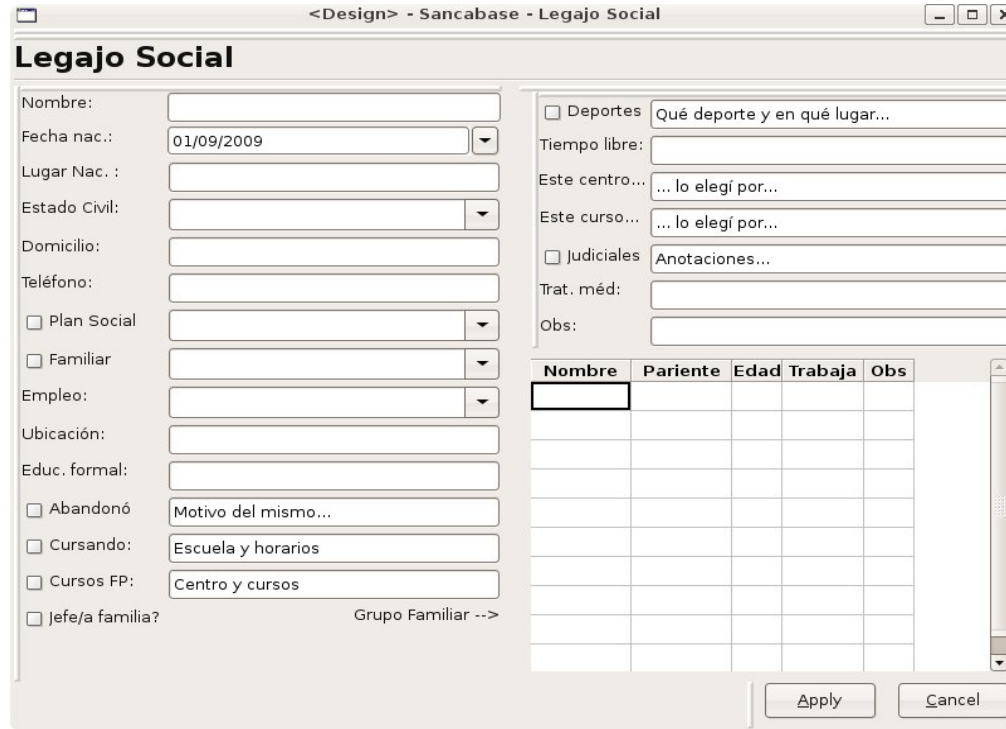 <Design> - Sancabase - Legajo Social
Legajo Social
Nombre:
Fecha nac.: 01/09/2009
Lugar Nac. :
Estado Civil:
Domicilio:
Teléfono:
Plan Social
Familiar
Empleo:
Ubicación:
Educ. formal:
Abandonó Motivo del mismo...
Cursando: Escuela y horarios
Cursos FP: Centro y cursos
Jefe/a familia? Grupo Familiar -->
Deportes Qué deporte y en qué lugar...
Tiempo libre:
Este centro... ... lo elegí por...
Este curso... ... lo elegí por...
Judiciales Anotaciones...
Trat. méd:
Obs:
Nombre Pariente Edad Trabaja Obs
Apply Cancel